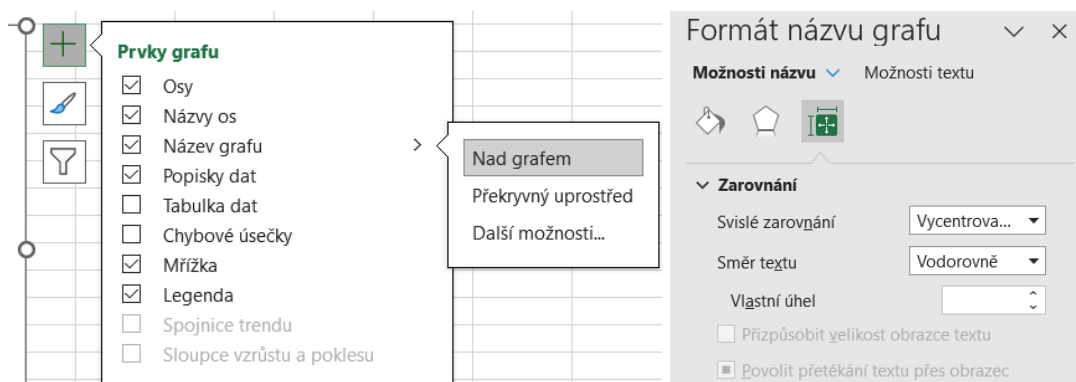 Prvky grafu
Osy
Názvy os
Název grafu
Popisky dat
Tabulka dat
Chybové úsečky
Mřížka
Legenda
Spojnice trendu
Sloupce vzrůstu a poklesu
Nad grafem
Překryvný uprostřed
Další možnosti...
Formát názvu grafu
Možnosti názvu Možnosti textu
Zarovnání
Svislé zarovnání Vycentrova...
Směr textu Vodorovně
Vlastní úhel
Přizpůsobit velikost obrazce textu
Povolit přetékání textu přes obrazec